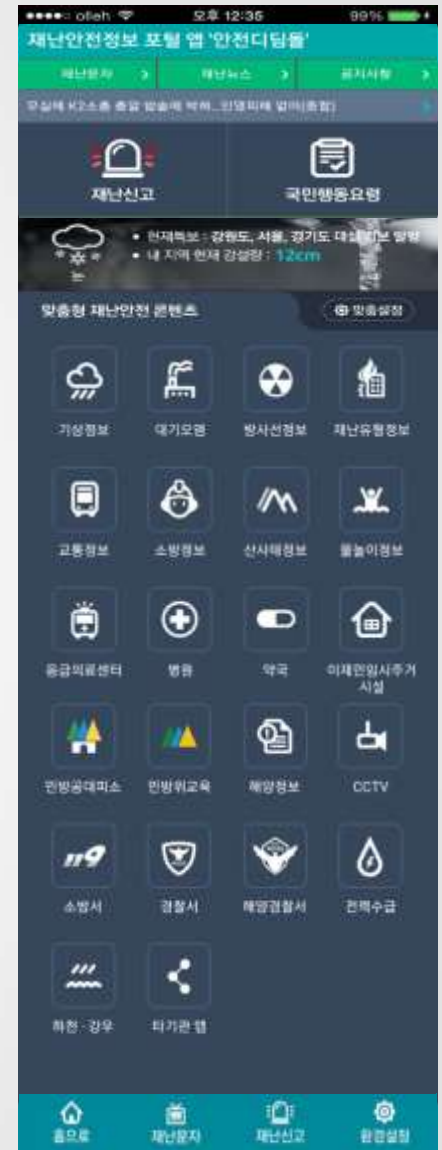 olleh 오후 12:35 99%
재난안전정보 포털 앱 '안전디딤돌'
재난문자 재난뉴스 공지사항
재난신고 국민행동요령
• 현재특보 : 강원도, 서울, 경기도 대설
• 내 지역 현재 강설량 : 12cm
맞춤형 재난안전 콘텐츠 맞춤설정
기상정보 대기오염 방사선정보 재난유형정보
교통정보 소방정보 산사태정보 물놀이정보
응급의료센터 병원 약국 이재민임시주거
시설
민방공대피소 민방위교육 해양정보 CCTV
119
소방서 경찰서 해양경찰서 전력수급
하천 · 강우 타기관 앱
홈으로 재난문자 재난신고 환경설정